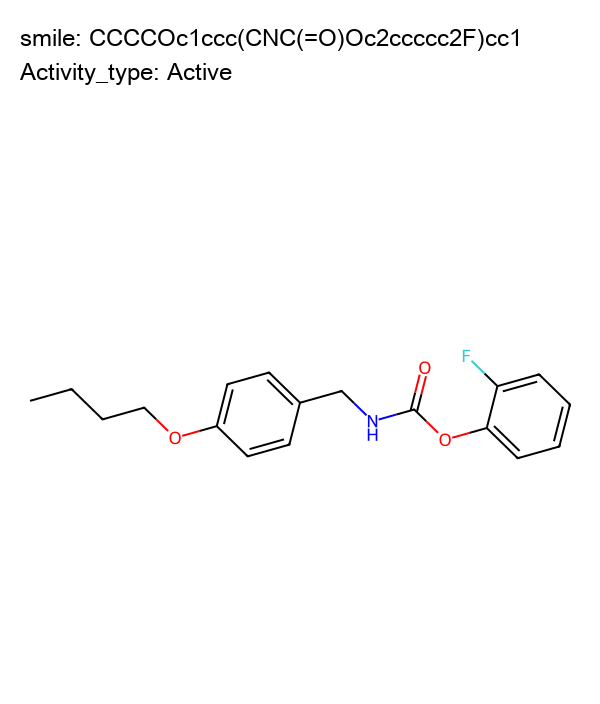 smile: CCCCOc1ccc(CNC(=O)Oc2ccccc2F)cc1
Activity_type: Active
F
O
N
H
O
O